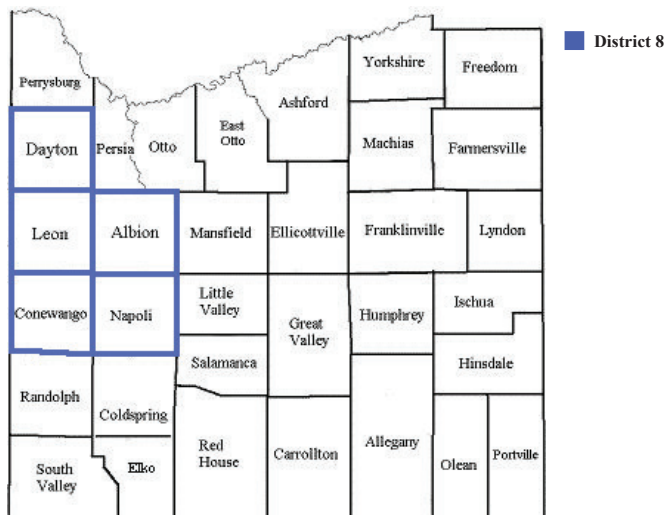 District 8
Yorkshire
Freedom
Perrysburg
Ashford
East
Otto
Dayton
Persia
Otto
Machias
Farmersville
Leon
Albion
Mansfield
Ellicottville
Franklinville
Lyndon
Conewango
Napoli
Little
Valley
Great
Valley
Humphrey
Ischua
Salamanca
Hinsdale
Randolph
Coldspring
Red
House
Carrollton
Allegany
Olean
Portville
South
Valley
Elko